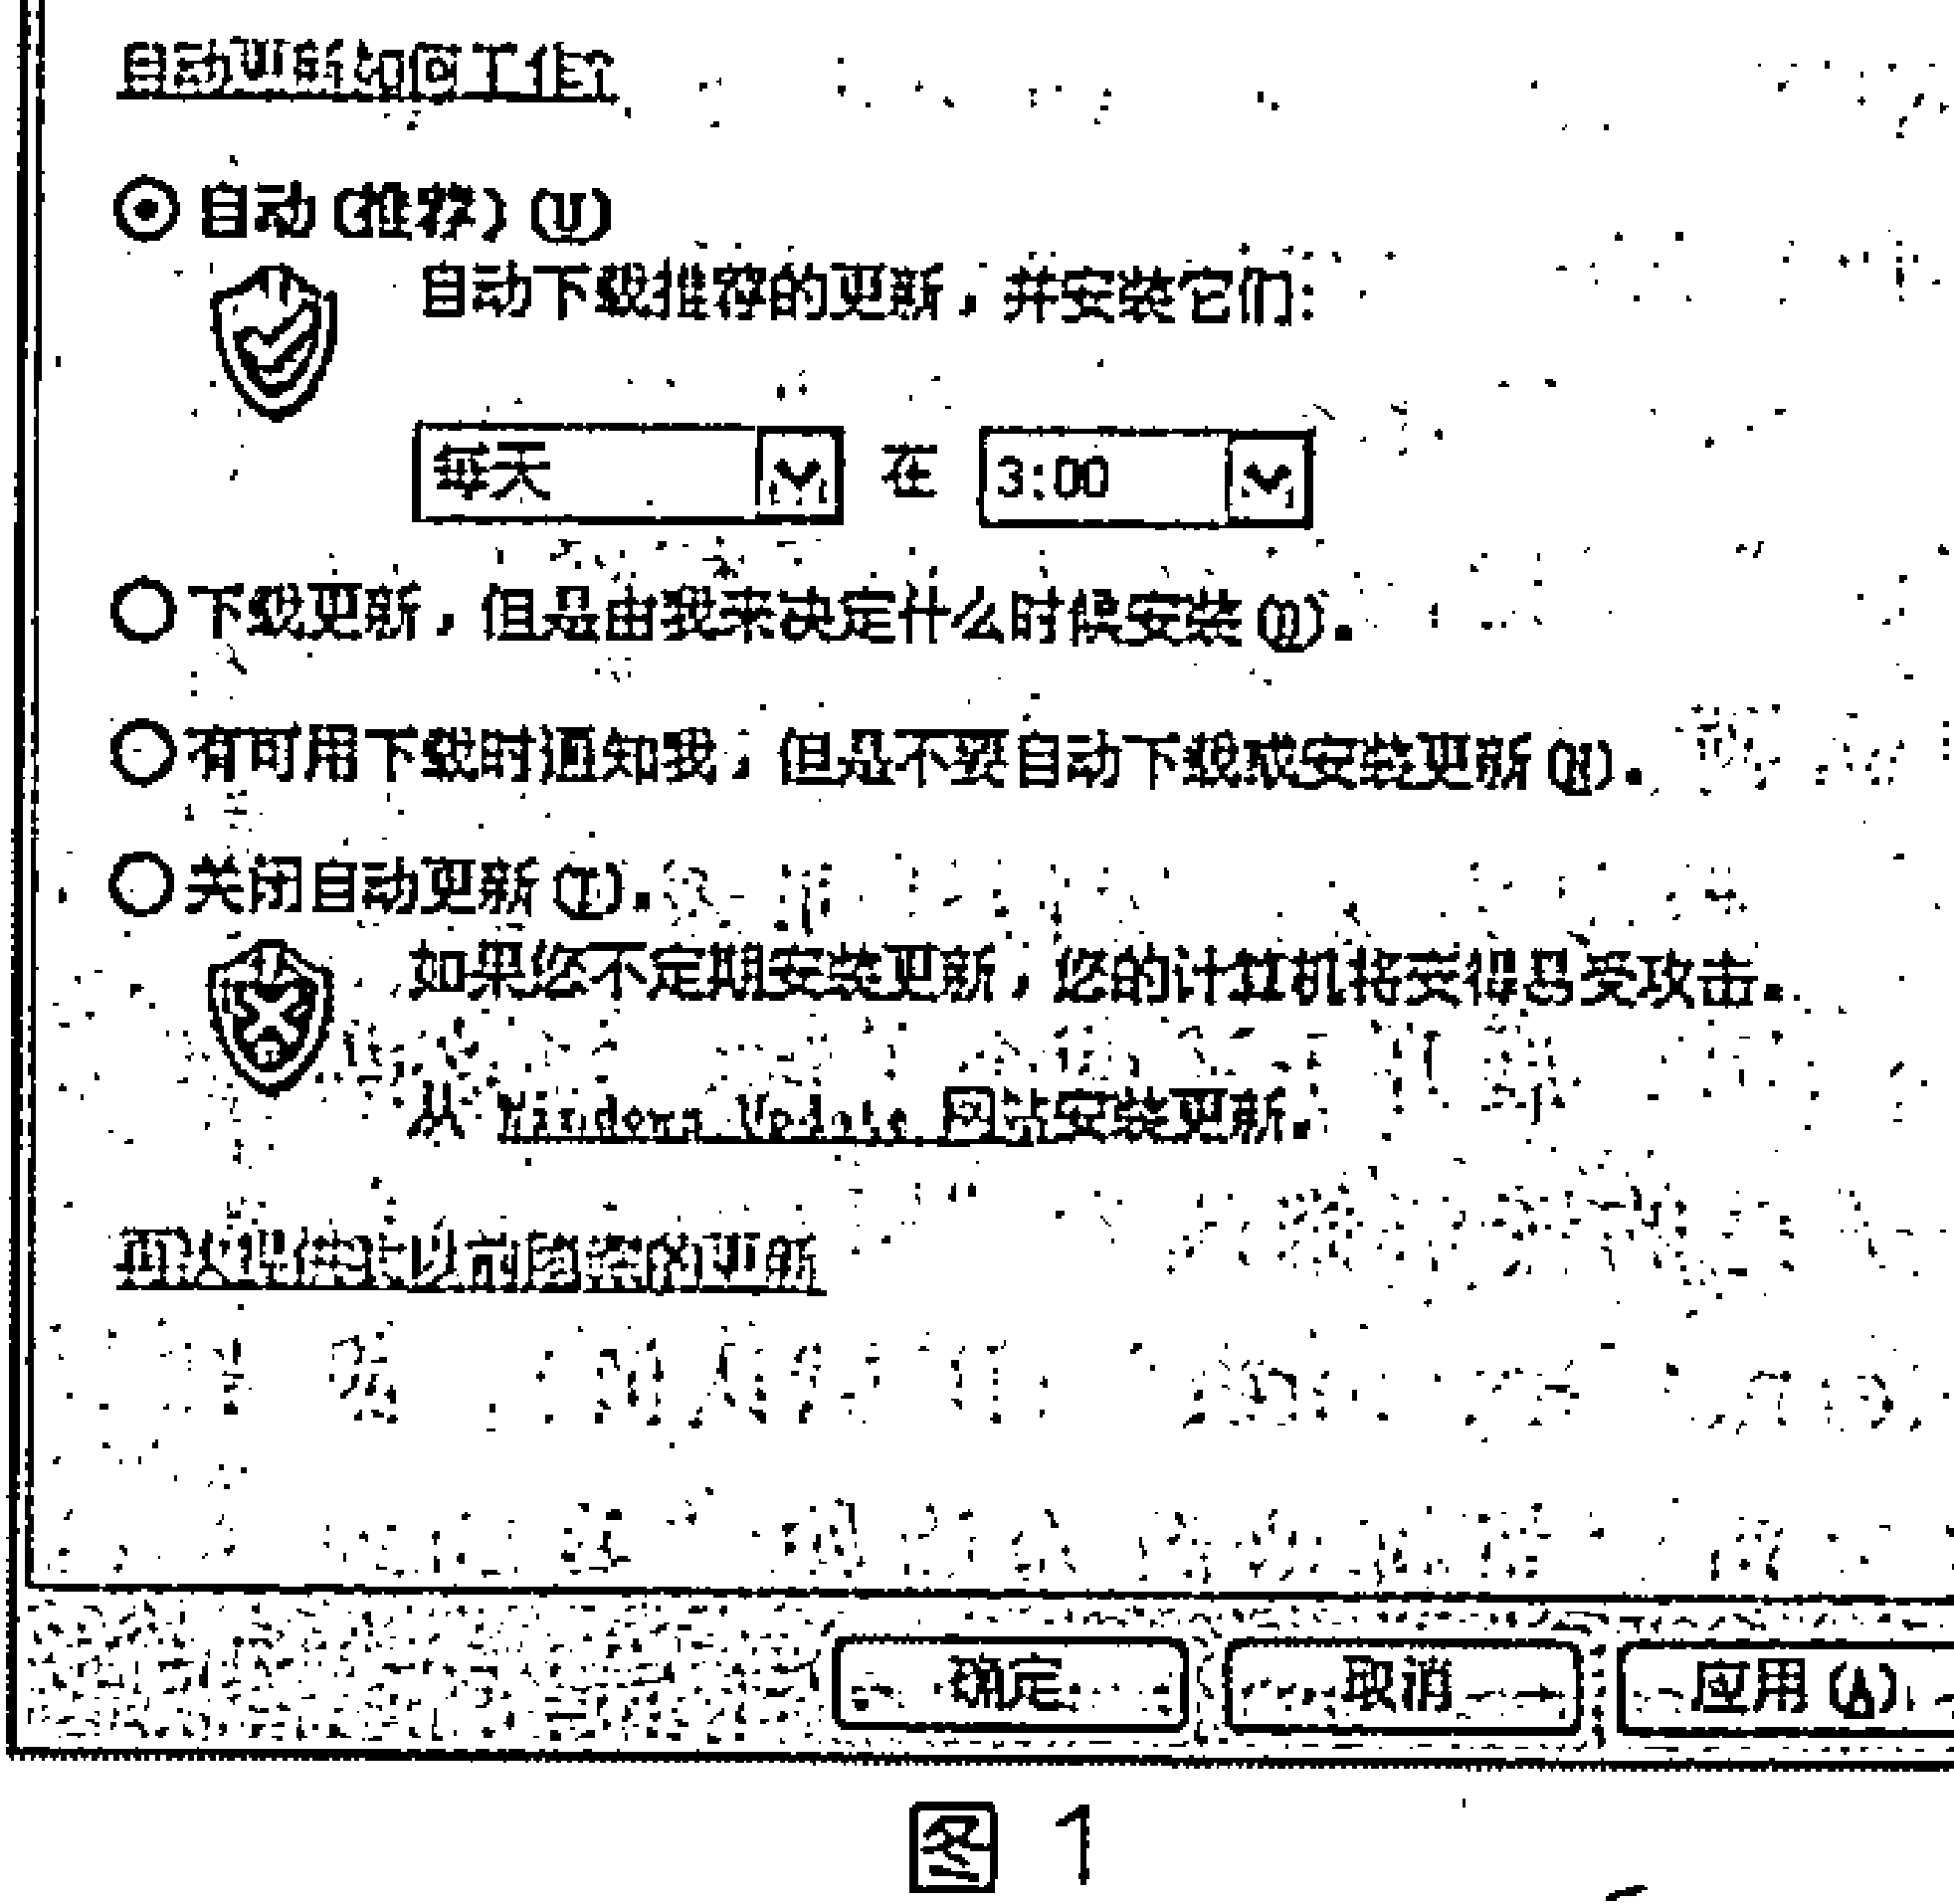 自动更新如何工作?
自动(推荐)(U)
自动下载推荐的更新，并安装它们:
每天 在 3:00
下载更新，但是由我来决定什么时候安装(D)。
有可用下载时通知我，但是不要自动下载或安装更新(N)。
关闭自动更新(T)。
如果您不定期安装更新，您的计算机将变得易受攻击。
从 Windows Update 网站安装更新。
再次提供我以前隐藏的更新
确定 取消 应用(A)
图 1